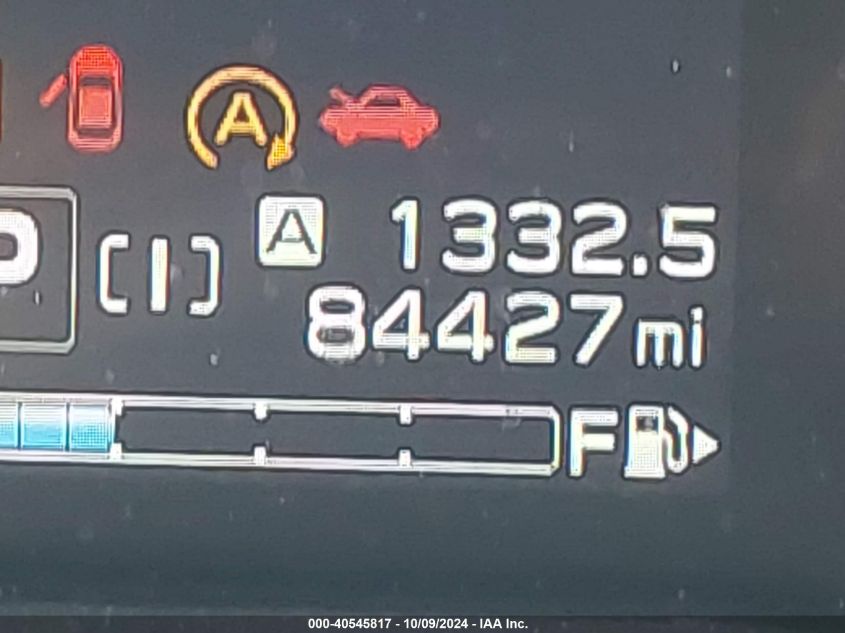 A
A 1332.5
P
84427mi
F
000-40545817 - 10/09/2024 - IAA Inc.